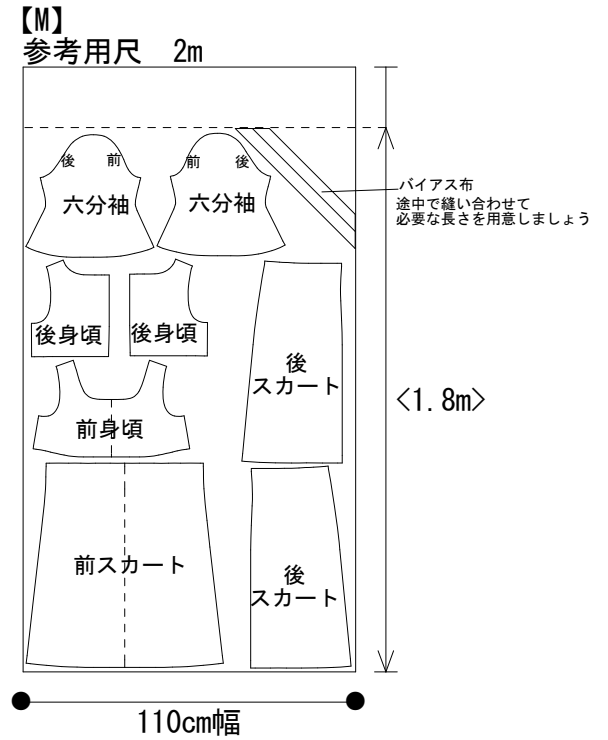 【M】
参考用尺 2m
後 前
前 後
六分袖
六分袖
バイアス布
途中で縫い合わせて
必要な長さを用意しましょう
後身頃
後身頃
後
スカート
<1.8m>
前身頃
前スカート
後
スカート
110cm幅